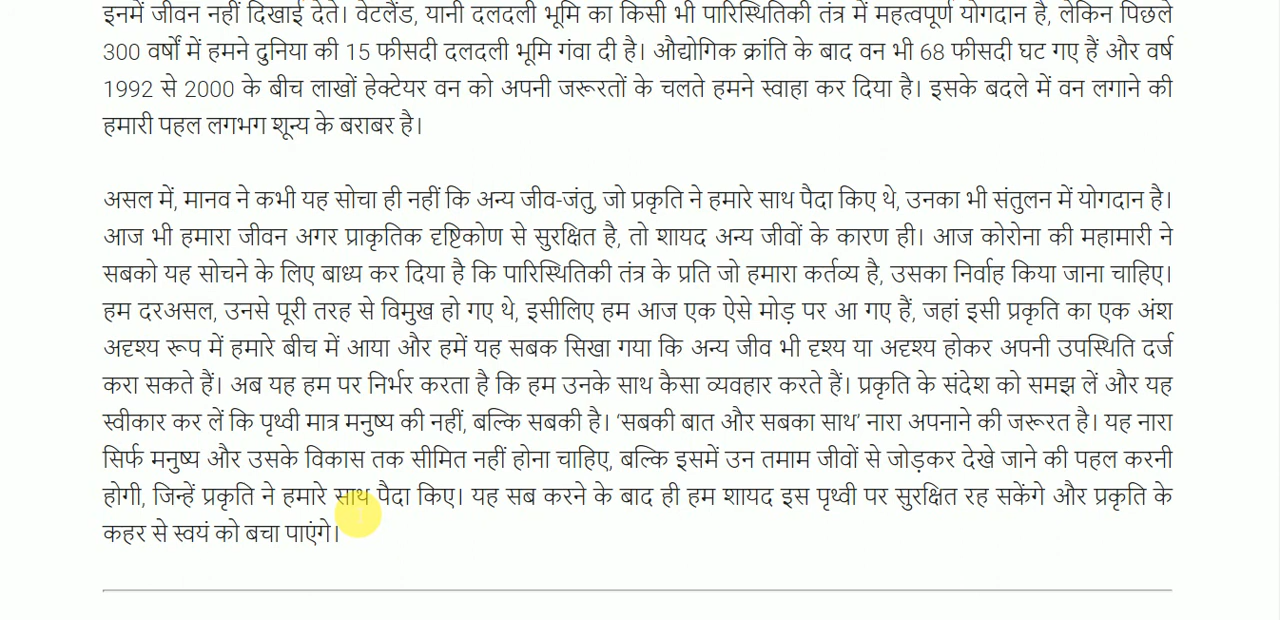 इनमें जीवन नहीं दिखाई देते। वेटलैंड, यानी दलदली भूमि का किसी भी पारिस्थितिकी तंत्र में महत्वपूर्ण योगदान है, लेकिन पिछले
300 वर्षों में हमने दुनिया की 15 फीसदी दलदली भूमि गंवा दी है। औद्योगिक क्रांति के बाद वन भी 68 फीसदी घट गए हैं और वर्ष
1992 से 2000 के बीच लाखों हेक्टेयर वन को अपनी जरूरतों के चलते हमने स्वाहा कर दिया है। इसके बदले में वन लगाने की
हमारी पहल लगभग शून्य के बराबर है।
असल में, मानव ने कभी यह सोचा ही नहीं कि अन्य जीव-जंतु, जो प्रकृति ने हमारे साथ पैदा किए थे, उनका भी संतुलन में योगदान है।
आज भी हमारा जीवन अगर प्राकृतिक दृष्टिकोण से सुरक्षित है, तो शायद अन्य जीवों के कारण ही। आज कोरोना की महामारी ने
सबको यह सोचने के लिए बाध्य कर दिया है कि पारिस्थितिकी तंत्र के प्रति जो हमारा कर्तव्य है, उसका निर्वाह किया जाना चाहिए।
हम दरअसल, उनसे पूरी तरह से विमुख हो गए थे, इसीलिए हम आज एक ऐसे मोड़ पर आ गए हैं, जहां इसी प्रकृति का एक अंश
अदृश्य रूप में हमारे बीच में आया और हमें यह सबक सिखा गया कि अन्य जीव भी दृश्य या अदृश्य होकर अपनी उपस्थिति दर्ज
करा सकते हैं। अब यह हम पर निर्भर करता है कि हम उनके साथ कैसा व्यवहार करते हैं। प्रकृति के संदेश को समझ लें और यह
स्वीकार कर लें कि पृथ्वी मात्र मनुष्य की नहीं, बल्कि सबकी है। ‘सबकी बात और सबका साथ’ नारा अपनाने की जरूरत है। यह नारा
सिर्फ मनुष्य और उसके विकास तक सीमित नहीं होना चाहिए, बल्कि इसमें उन तमाम जीवों से जोड़कर देखे जाने की पहल करनी
होगी, जिन्हें प्रकृति ने हमारे साथ पैदा किए। यह सब करने के बाद ही हम शायद इस पृथ्वी पर सुरक्षित रह सकेंगे और प्रकृति के
कहर से स्वयं को बचा पाएंगे।